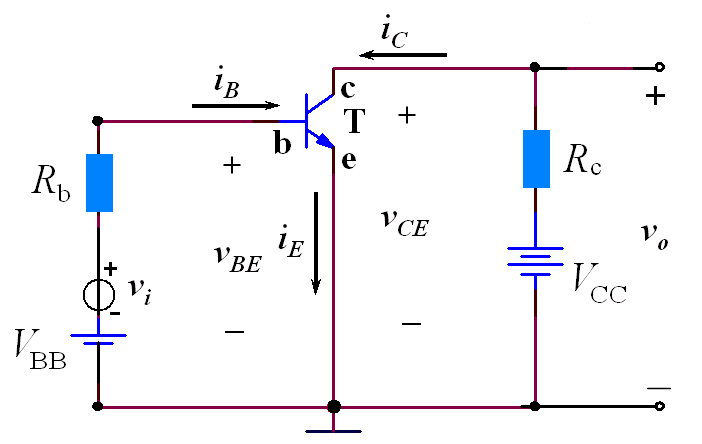 i_C
i_B
c
+
T
+
b
e
+
R_b
R_c
v_CE
i_E
v_o
v_BE
+
v_i
V_CC
-
V_BB
−
−
−